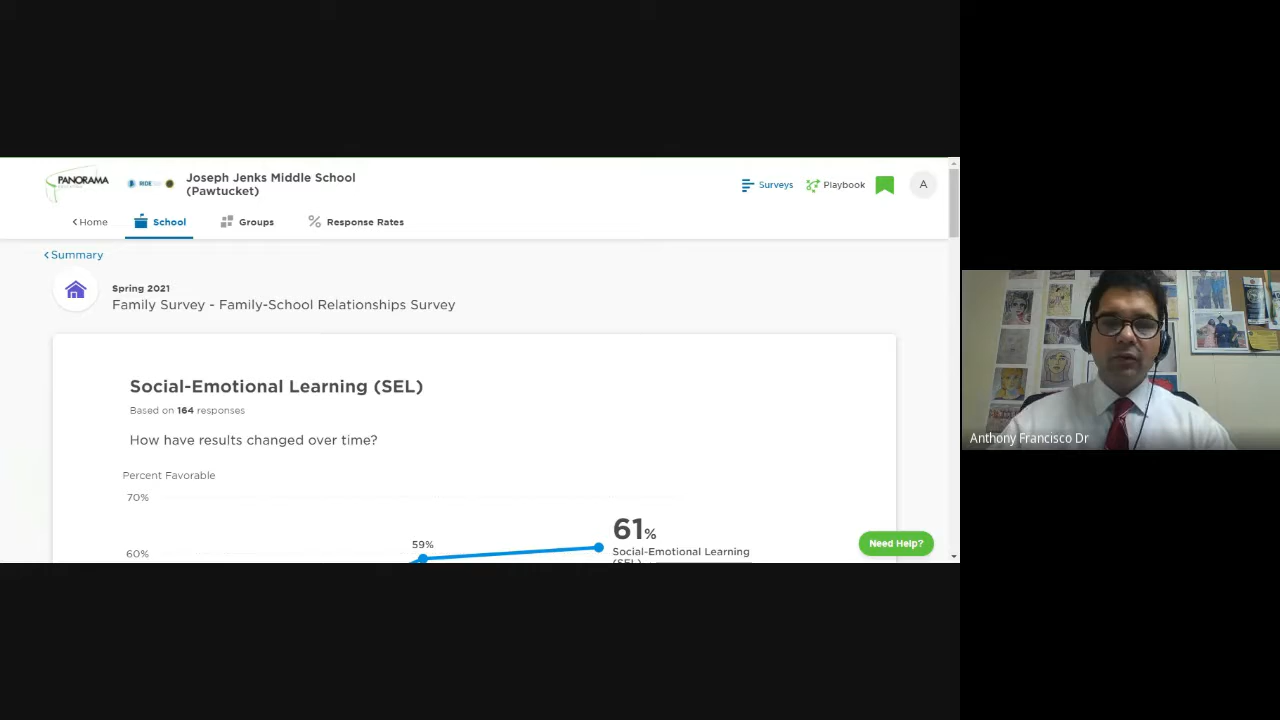 PANORAMA
RIDE
Joseph Jenks Middle School
(Pawtucket)
Surveys
Playbook
A
Home
School
Groups
Response Rates
Summary
Spring 2021
Family Survey - Family-School Relationships Survey
Social-Emotional Learning (SEL)
Based on 164 responses
How have results changed over time?
Percent Favorable
70%
61%
59%
Social-Emotional Learning
(SEL)
60%
Need Help?
Anthony Francisco Dr